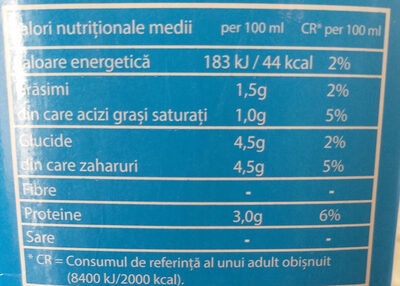 alori nutriționale medii per 100 ml CR* per 100 ml
aloare energetică 183 kJ / 44 kcal 2%
răsimi 1,5g 2%
din care acizi grași saturați 1,0g 5%
Glucide 4,5g 2%
din care zaharuri 4,5g 5%
Fibre - -
Proteine 3,0g 6%
Sare - -
* CR = Consumul de referință al unui adult obișnuit
(8400 kJ/2000 kcal).